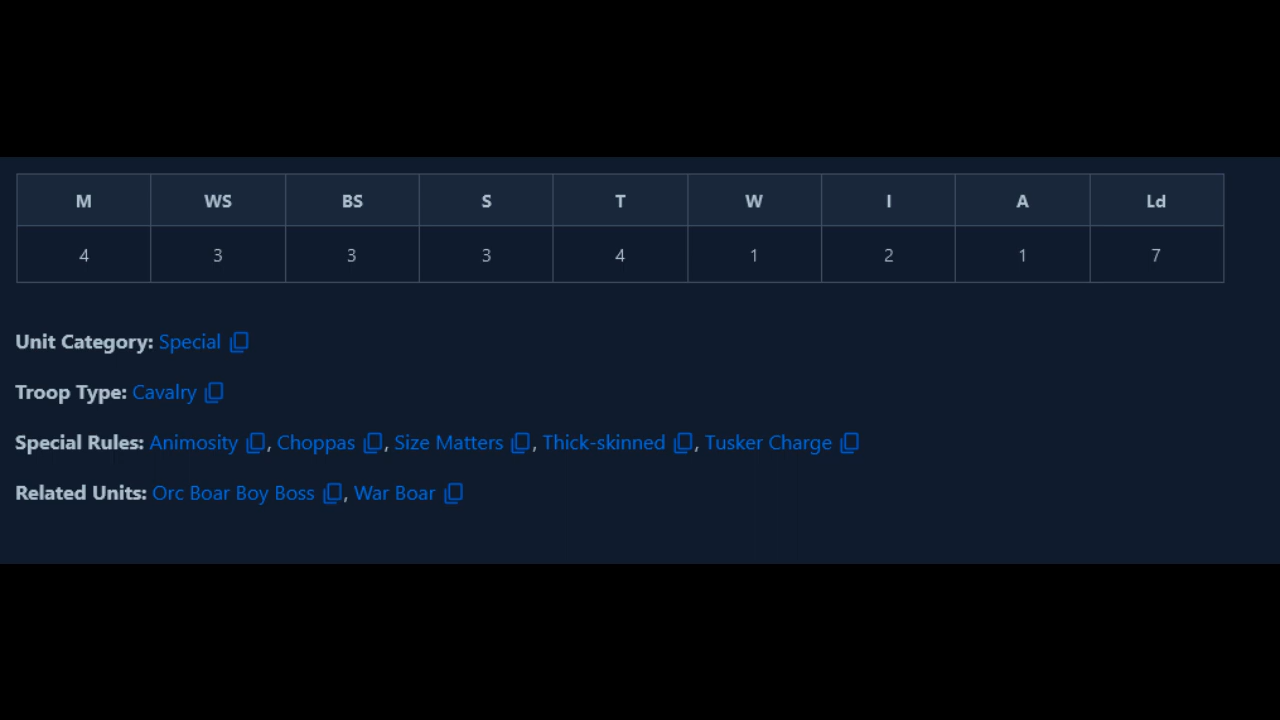 M WS BS S T W I A Ld
4 3 3 3 4 1 2 1 7
Unit Category: Special
Troop Type: Cavalry
Special Rules: Animosity, Choppas, Size Matters, Thick-skinned, Tusker Charge
Related Units: Orc Boar Boy Boss, War Boar